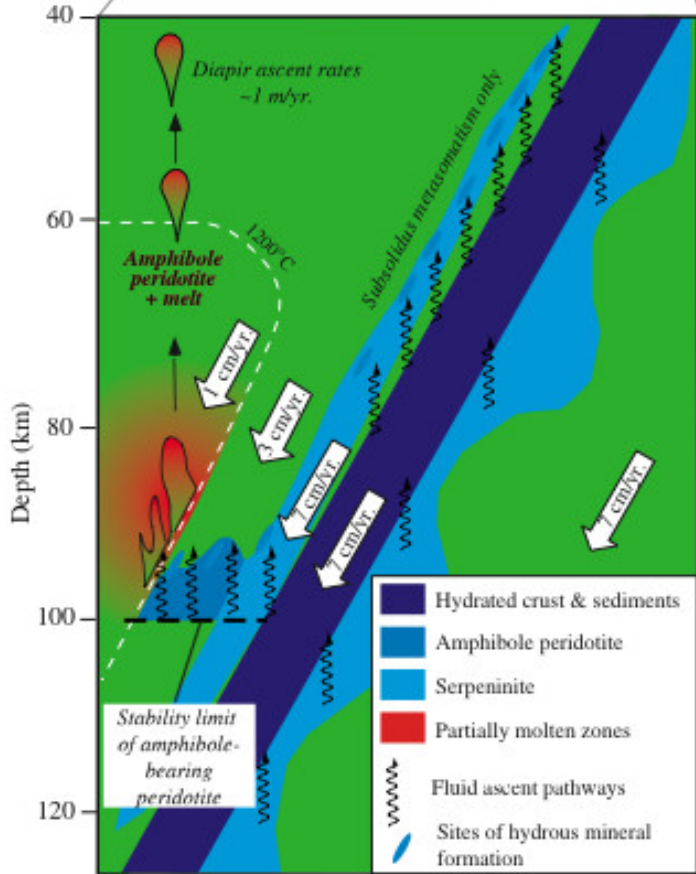 40
Diapir ascent rates
~1 m/yr.
Subsolidus metasomatism only
60
1200°C
Amphibole
peridotite
+ melt
1 cm/yr.
3 cm/yr.
7 cm/yr.
7 cm/yr.
7 cm/yr.
80
Depth (km)
100
Stability limit
of amphibole-
bearing
peridotite
120
Hydrated crust & sediments
Amphibole peridotite
Serpeninite
Partially molten zones
Fluid ascent pathways
Sites of hydrous mineral
formation